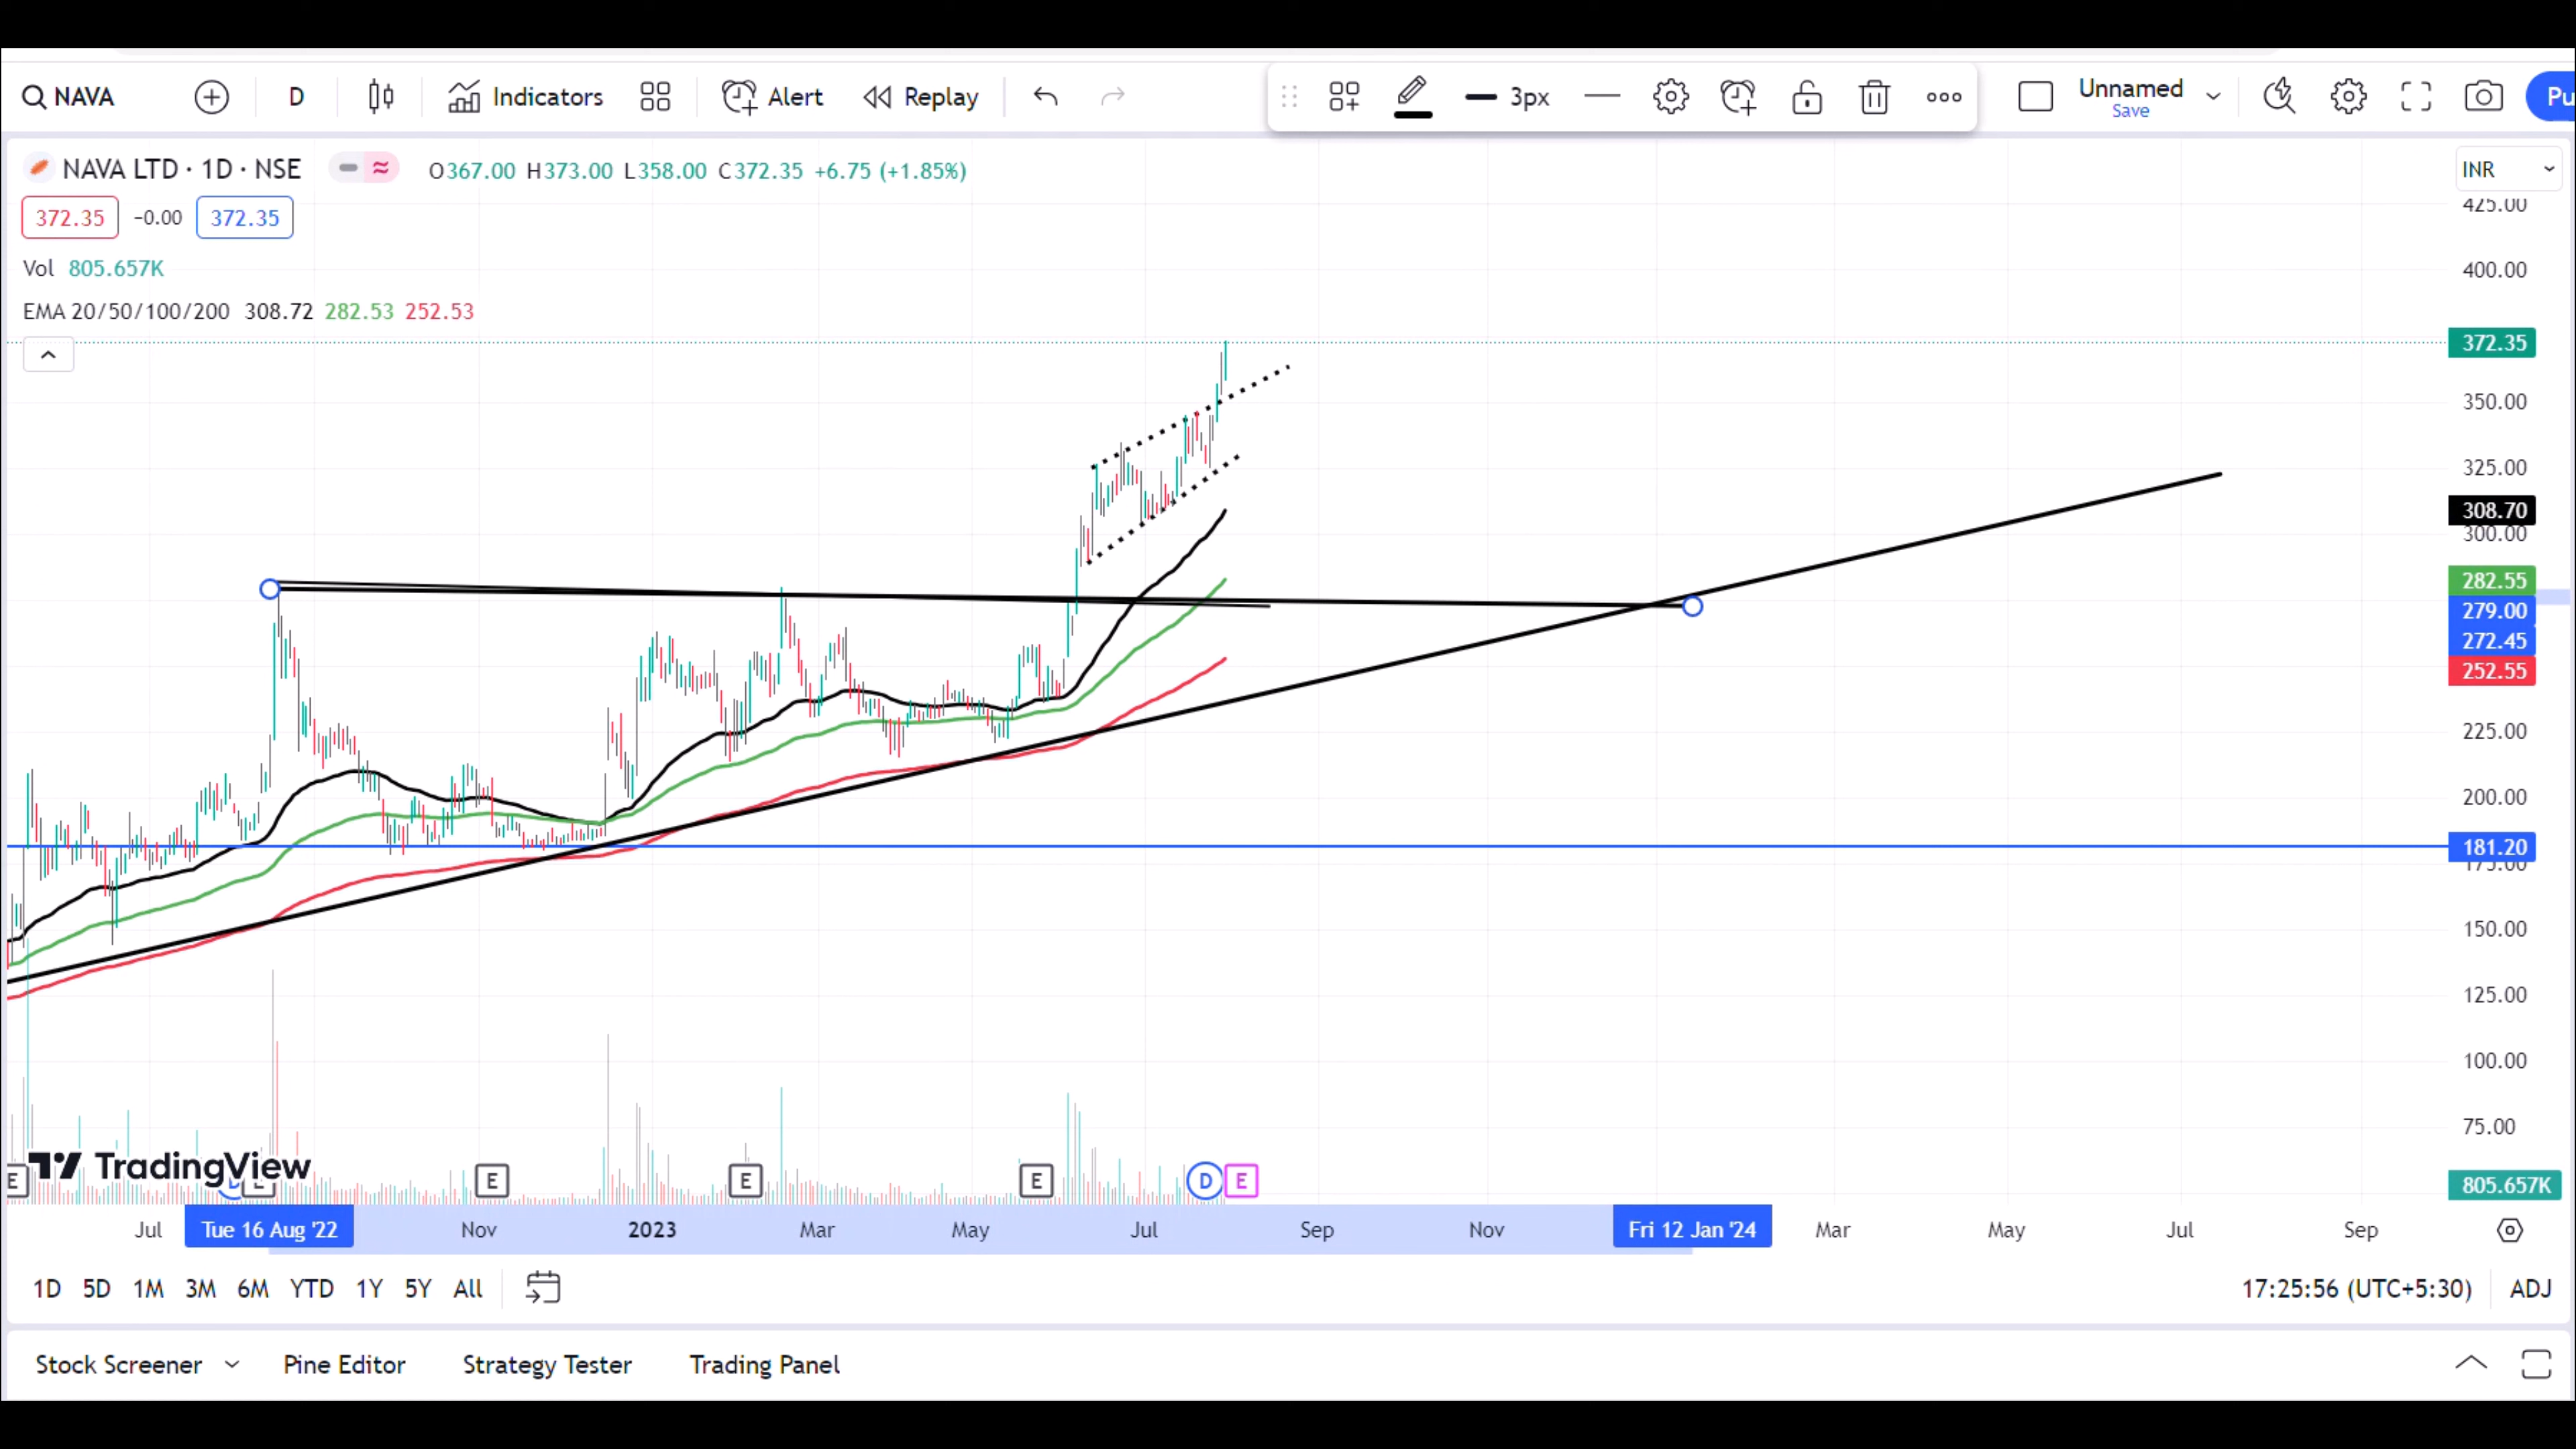 NAVA D Indicators Alert Replay 3px Unnamed Pu
Save
NAVA LTD · 1D · NSE O367.00 H373.00 L358.00 C372.35 +6.75 (+1.85%) INR
372.35 −0.00 372.35
Vol 805.657K
EMA 20/50/100/200 308.72 282.53 252.53
425.00
400.00
372.35
350.00
325.00
308.70
300.00
282.55
279.00
272.45
252.55
225.00
200.00
181.20
175.00
150.00
125.00
100.00
75.00
TradingView
E E E E E D E
805.657K
Jul Tue 16 Aug '22 Nov 2023 Mar May Jul Sep Nov Fri 12 Jan '24 Mar May Jul Sep
1D 5D 1M 3M 6M YTD 1Y 5Y All 17:25:56 (UTC+5:30) ADJ
Stock Screener Pine Editor Strategy Tester Trading Panel